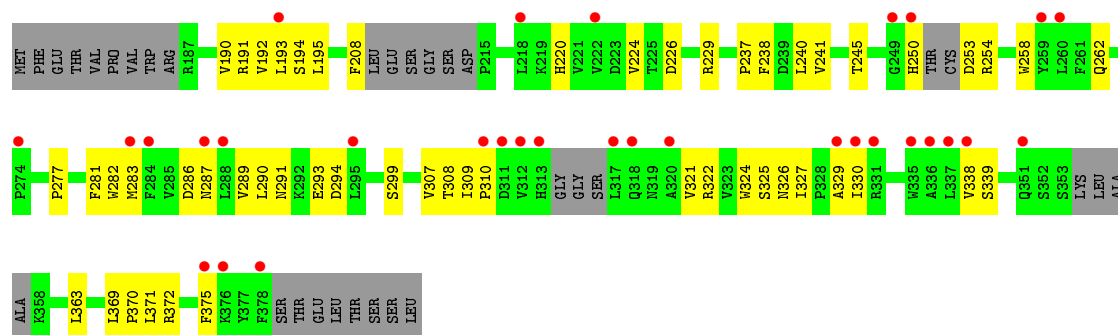 MET PHE GLU THR VAL PRO VAL TRP ARG R187 V190 R191 V192 L193 S194 L195 F208 LEU GLU SER GLY SER ASP P215 L218 K219 H220 V221 V222 D223 V224 T225 D226 R229 P237 F238 D239 L240 V241 T245 G249 H250 THR CYS D253 R254 W258 Y259 L260 F261 Q262
P274 P277 F281 W282 M283 F284 V285 D286 N287 L288 V289 L290 N291 K292 E293 D294 L295 S299 V307 T308 I309 P310 D311 V312 H313 GLY GLY SER L317 Q318 N319 A320 V321 R322 V323 W324 S325 N326 I327 P328 A329 I330 R331 W335 A336 L337 V338 S339 Q351 S352 S353 LYS LEU ALA
ALA K358 L363 L369 P370 L371 R372 F375 K376 Y377 F378 SER THR GLU LEU THR SER SER LEU